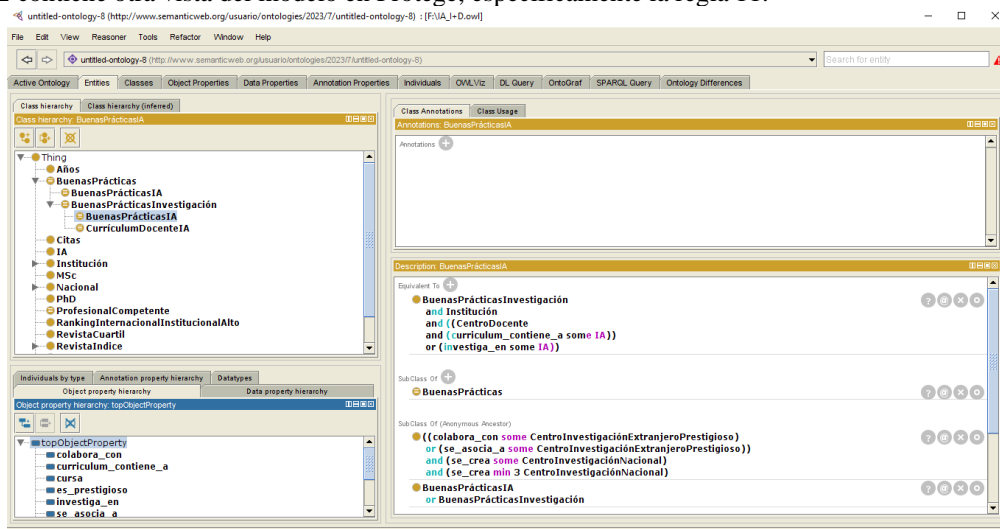 untitled-ontology-8 (http://www.semanticweb.org/usuario/ontologies/2023/7/untitled-ontology-8) : [F:\IA_I+D.owl]
File Edit View Reasoner Tools Refactor Window Help
untitled-ontology-8 (http://www.semanticweb.org/usuario/ontologies/2023/7/untitled-ontology-8)
Search for entity
Active Ontology Entities Classes Object Properties Data Properties Annotation Properties Individuals OWLViz DL Query OntoGraf SPARQL Query Ontology Differences
Class hierarchy Class hierarchy (inferred)
Class hierarchy: BuenasPrácticasIA
Thing
Años
BuenasPrácticas
BuenasPrácticasIA
BuenasPrácticasInvestigación
BuenasPrácticasIA
CurrículumDocenteIA
Citas
IA
Institución
MSc
Nacional
PhD
ProfesionalCompetente
RankingInternacionalInstitucionalAlto
RevistaCuartil
RevistaIndice
Individuals by type Annotation property hierarchy Datatypes
Object property hierarchy Data property hierarchy
Object property hierarchy: topObjectProperty
topObjectProperty
colabora_con
curriculum_contiene_a
cursa
es_prestigioso
investiga_en
se_asocia_a
Class Annotations Class Usage
Annotations: BuenasPrácticasIA
Annotations
Description: BuenasPrácticasIA
Equivalent To
BuenasPrácticasInvestigación
and Institución
and ((CentroDocente
and (curriculum_contiene_a some IA))
or (investiga_en some IA))
SubClass Of
BuenasPrácticas
SubClass Of (Anonymous Ancestor)
((colabora_con some CentroInvestigaciónExtranjeroPrestigioso)
or (se_asocia_a some CentroInvestigaciónExtranjeroPrestigioso))
and (se_crea some CentroInvestigaciónNacional)
and (se_crea min 3 CentroInvestigaciónNacional)
BuenasPrácticasIA
or BuenasPrácticasInvestigación